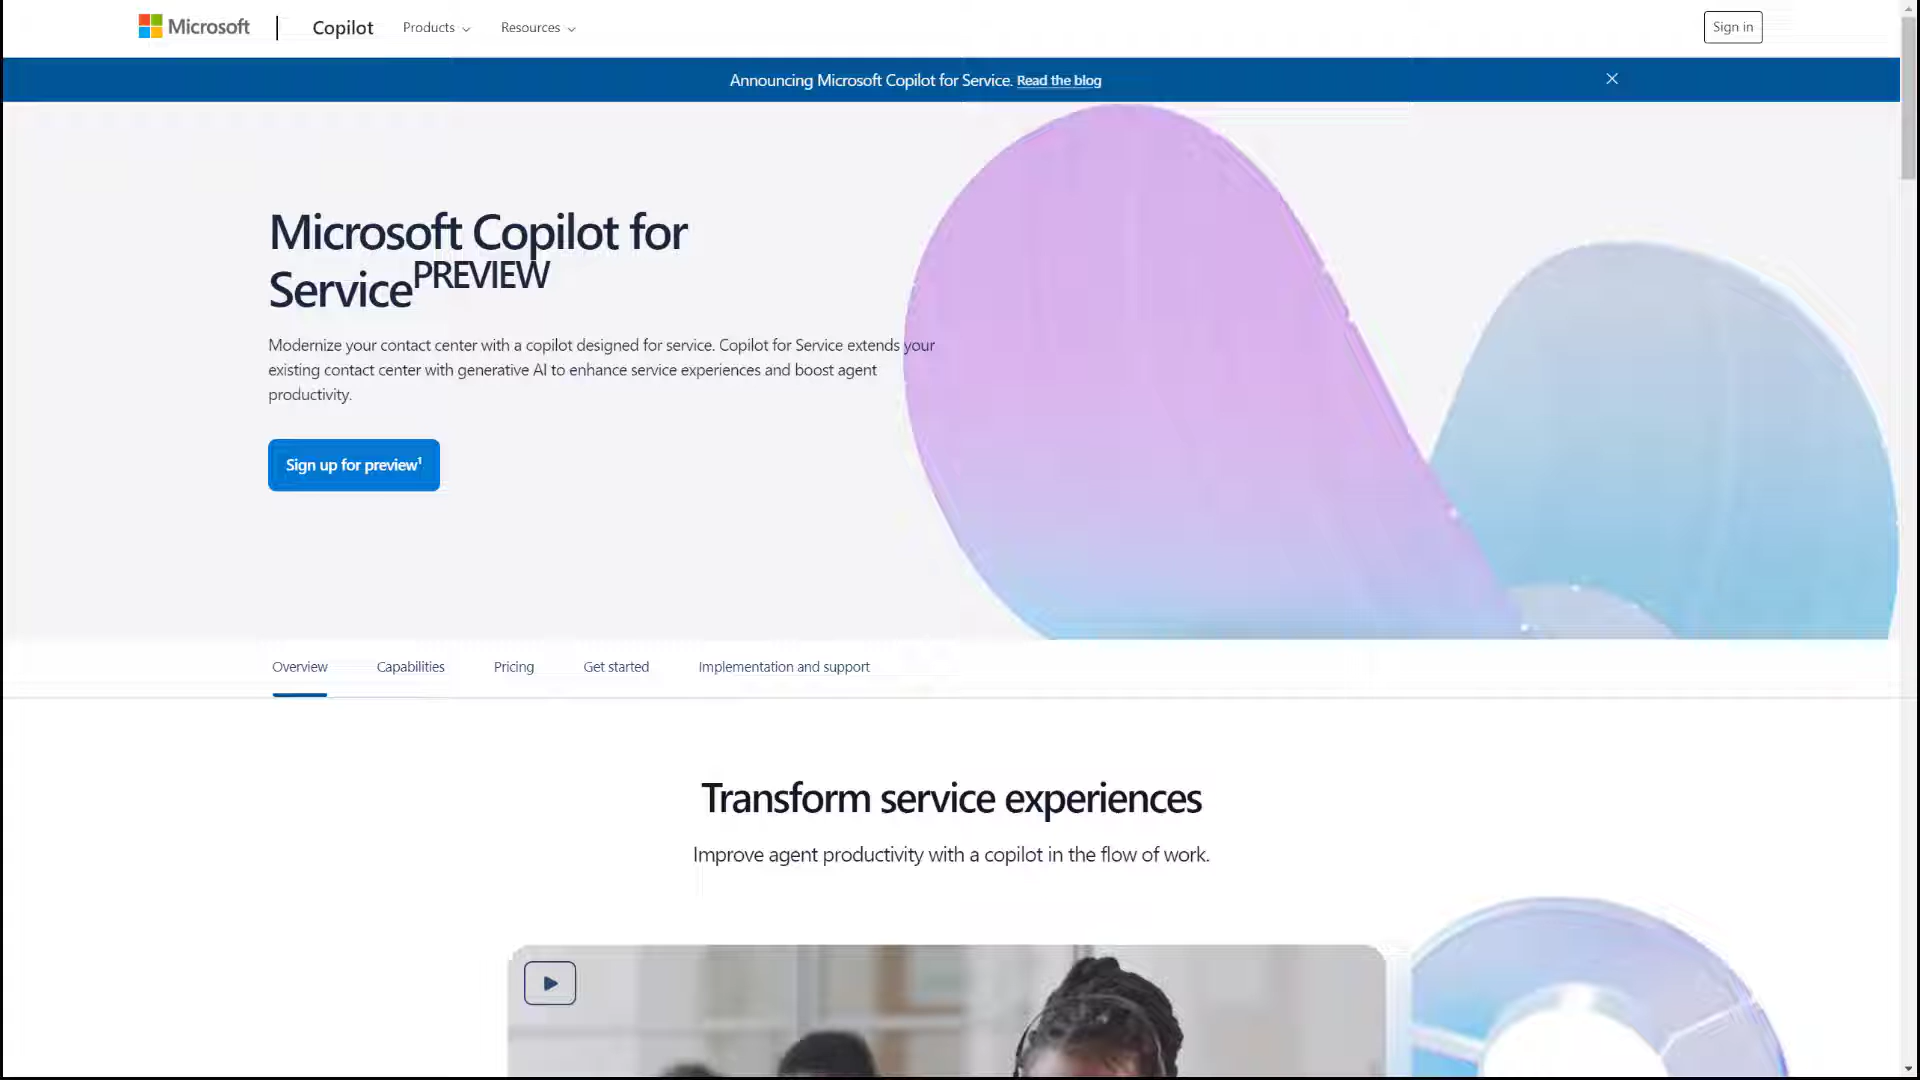 Microsoft
Copilot
Products
Resources
Sign in
Announcing Microsoft Copilot for Service. Read the blog
Microsoft Copilot for
Service PREVIEW
Modernize your contact center with a copilot designed for service. Copilot for Service extends your
existing contact center with generative AI to enhance service experiences and boost agent
productivity.
Sign up for preview¹
Overview
Capabilities
Pricing
Get started
Implementation and support
Transform service experiences
Improve agent productivity with a copilot in the flow of work.